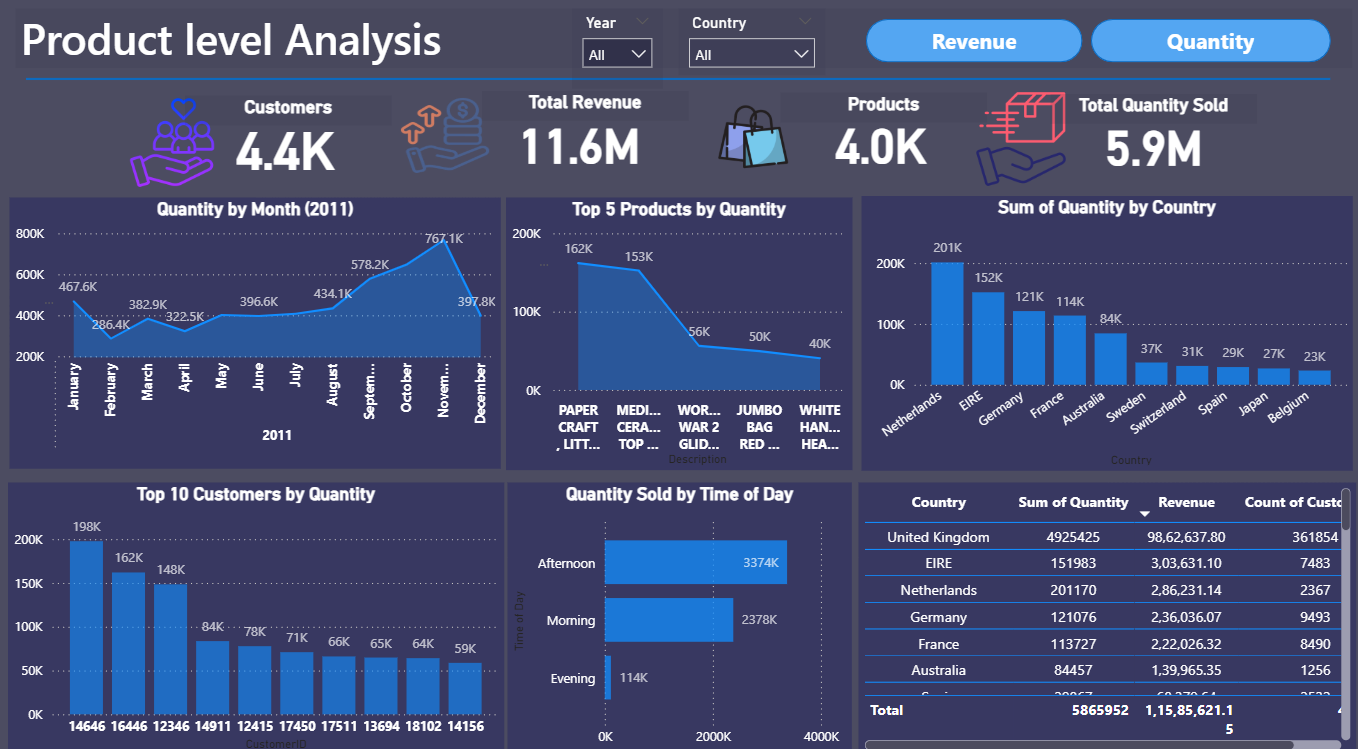 Product level Analysis
Year
All
Country
All
Revenue
Quantity
Customers
4.4K
Total Revenue
11.6M
Products
4.0K
Total Quantity Sold
5.9M
Quantity by Month (2011)
800K
600K
400K
200K
467.6K
286.4K
382.9K
322.5K
396.6K
434.1K
578.2K
767.1K
397.8K
January
February
March
April
May
June
July
August
Septem...
October
Novem...
December
2011
Top 5 Products by Quantity
200K
100K
0K
162K
153K
56K
50K
40K
PAPER
CRAFT
, LITT...
MEDI...
CERA...
TOP ...
WOR...
WAR 2
GLID...
JUMBO
BAG
RED ...
WHITE
HAN...
HEA...
Description
Sum of Quantity by Country
200K
100K
0K
201K
152K
121K
114K
84K
37K
31K
29K
27K
23K
Netherlands
EIRE
Germany
France
Australia
Sweden
Switzerland
Spain
Japan
Belgium
Country
Top 10 Customers by Quantity
200K
150K
100K
50K
0K
198K
162K
148K
84K
78K
71K
66K
65K
64K
59K
14646 16446 12346 14911 12415 17450 17511 13694 18102 14156
CustomerID
Quantity Sold by Time of Day
Time of Day
Afternoon 3374K
Morning 2378K
Evening 114K
0K 2000K 4000K
Country Sum of Quantity Revenue Count of Custo
United Kingdom 4925425 98,62,637.80 361854
EIRE 151983 3,03,631.10 7483
Netherlands 201170 2,86,231.14 2367
Germany 121076 2,36,036.07 9493
France 113727 2,22,026.32 8490
Australia 84457 1,39,965.35 1256
Total 5865952 1,15,85,621.1
5